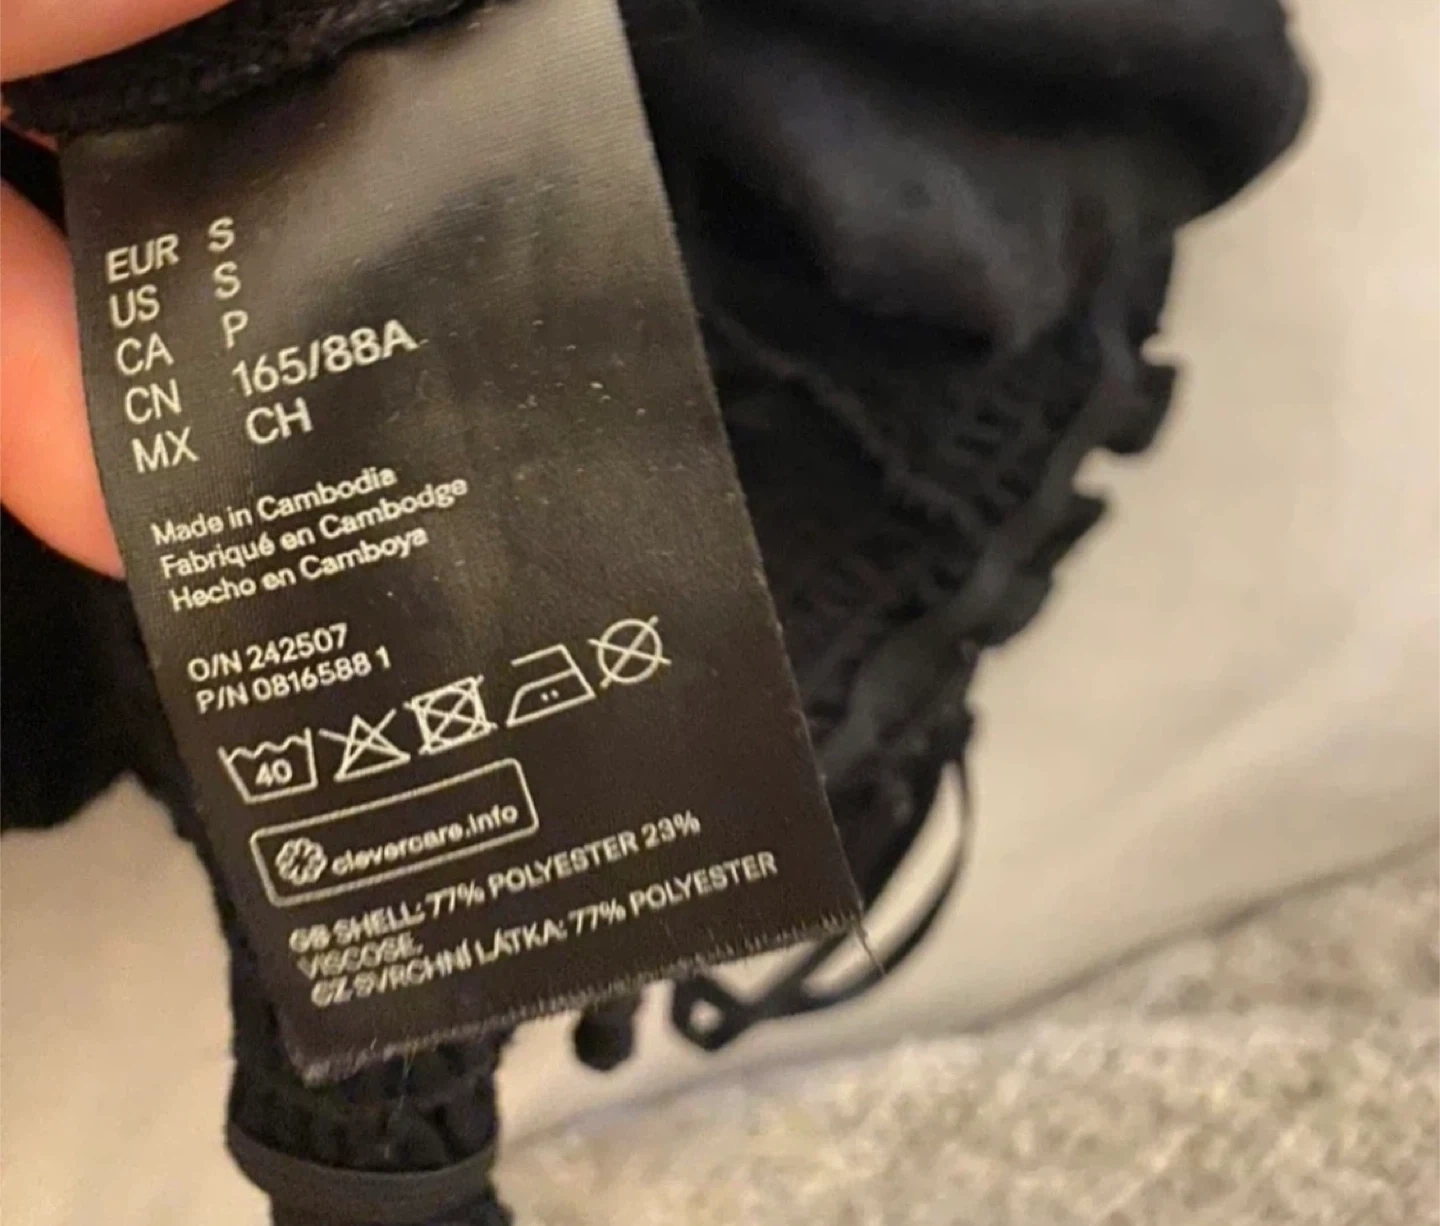 EUR S
US S
CA P
CN 165/88A
MX CH
Made in Cambodia
Fabriqué en Cambodge
Hecho en Camboya
O/N 242507
P/N 0816588 1
40
clevercare.info
GB SHELL: 77% POLYESTER 23%
VISCOSE.
CZ SVRCHNÍ LÁTKA: 77% POLYESTER